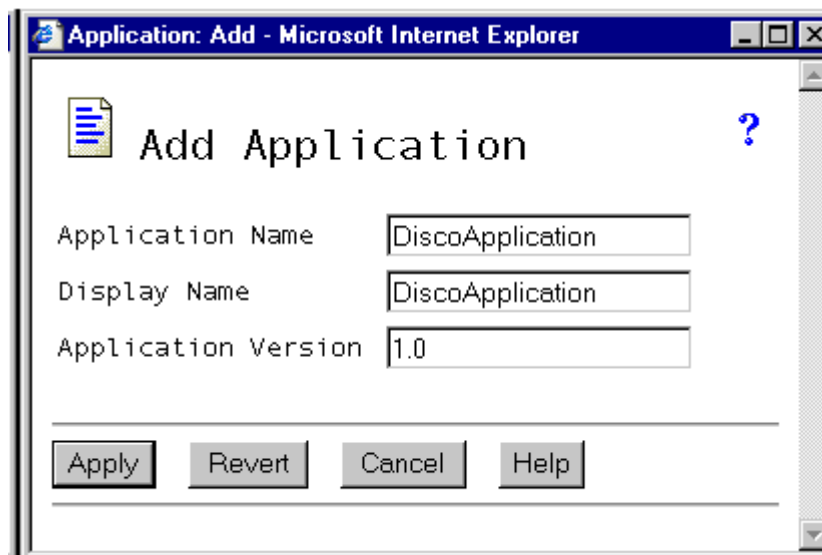 Application: Add - Microsoft Internet Explorer
Add Application
?
Application Name DiscoApplication
Display Name DiscoApplication
Application Version 1.0
Apply Revert Cancel Help